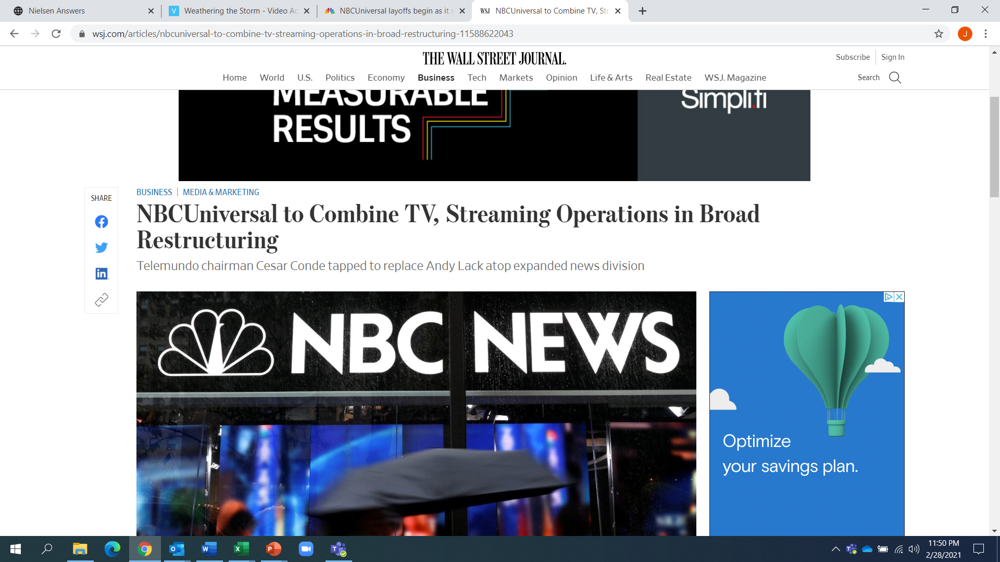 Nielsen Answers
Weathering the Storm - Video Ac
NBCUniversal layoffs begin as it s
WSJ NBCUniversal to Combine TV, Str
wsj.com/articles/nbcuniversal-to-combine-tv-streaming-operations-in-broad-restructuring-11588622043
J
THE WALL STREET JOURNAL.
Subscribe Sign In
Home World U.S. Politics Economy Business Tech Markets Opinion Life & Arts Real Estate WSJ. Magazine
Search
MEASURABLE
RESULTS
Simpli.fi
SHARE
BUSINESS | MEDIA & MARKETING
NBCUniversal to Combine TV, Streaming Operations in Broad
Restructuring
Telemundo chairman Cesar Conde tapped to replace Andy Lack atop expanded news division
NBC NEWS
Optimize
your savings plan.
11:50 PM
2/28/2021